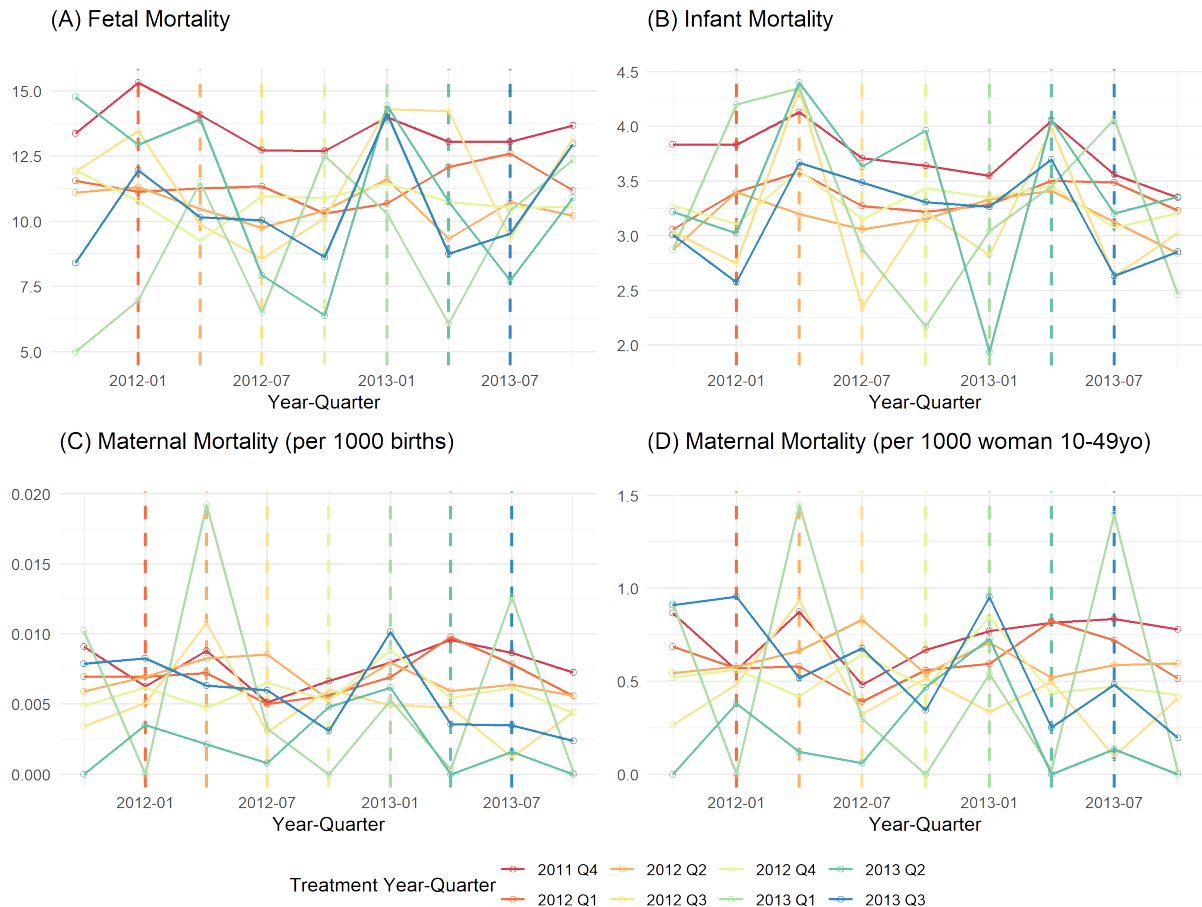 (A) Fetal Mortality
15.0
12.5
10.0
7.5
5.0
2012-01 2012-07 2013-01 2013-07
Year-Quarter
(B) Infant Mortality
4.5
4.0
3.5
3.0
2.5
2.0
2012-01 2012-07 2013-01 2013-07
Year-Quarter
(C) Maternal Mortality (per 1000 births)
0.020
0.015
0.010
0.005
0.000
2012-01 2012-07 2013-01 2013-07
Year-Quarter
(D) Maternal Mortality (per 1000 woman 10-49yo)
1.5
1.0
0.5
0.0
2012-01 2012-07 2013-01 2013-07
Year-Quarter
Treatment Year-Quarter
2011 Q4 2012 Q2 2012 Q4 2013 Q2
2012 Q1 2012 Q3 2013 Q1 2013 Q3